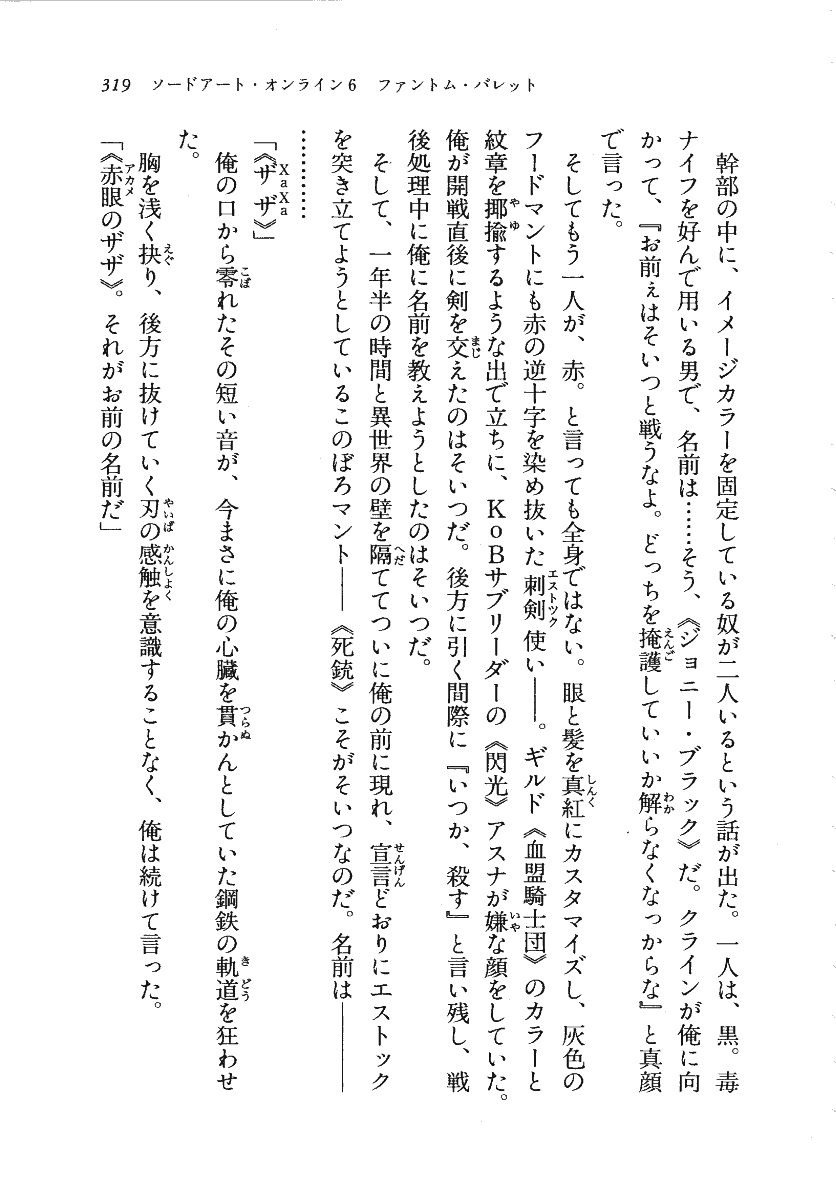 319　ソードアート・オンライン6　ファントム・バレット
　幹部の中に、イメージカラーを固定している奴が二人いるという話が出た。一人は、黒。毒
ナイフを好んで用いる男で、名前は……そう、《ジョニー・ブラック》だ。クラインが俺に向
かって、『お前ぇはそいつと戦うなよ。どっちを掩護していいか解らなくなっからな』と真顔
で言った。
　そしてもう一人が、赤。と言っても全身ではない。眼と髪を真紅にカスタマイズし、灰色の
フードマントにも赤の逆十字を染め抜いた刺剣使い――。ギルド《血盟騎士団》のカラーと
紋章を揶揄するような出で立ちに、KoBサブリーダーの《閃光》アスナが嫌な顔をしていた。
俺が開戦直後に剣を交えたのはそいつだ。後方に引く間際に『いつか、殺す』と言い残し、戦
後処理中に俺に名前を教えようとしたのはそいつだ。
　そして、一年半の時間と異世界の壁を隔ててついに俺の前に現れ、宣言どおりにエストック
を突き立てようとしているこのぼろマント――《死銃》こそがそいつなのだ。名前は――――
…………
「《ザザ》」
　俺の口から零れたその短い音が、今まさに俺の心臓を貫かんとしていた鋼鉄の軌道を狂わせ
た。
　胸を浅く抉り、後方に抜けていく刃の感触を意識することなく、俺は続けて言った。
「《赤眼のザザ》。それがお前の名前だ」